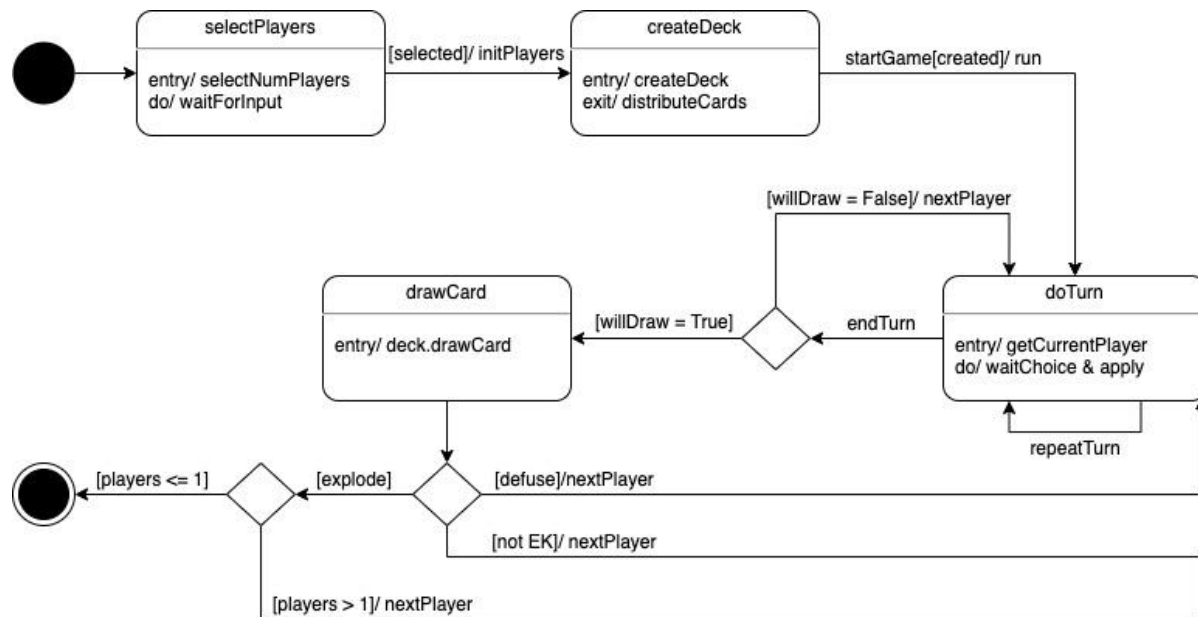 selectPlayers
entry/ selectNumPlayers
do/ waitForInput
[selected]/ initPlayers
createDeck
entry/ createDeck
exit/ distributeCards
startGame[created]/ run
[willDraw = False]/ nextPlayer
drawCard
entry/ deck.drawCard
[willDraw = True]
endTurn
doTurn
entry/ getCurrentPlayer
do/ waitChoice & apply
repeatTurn
[players <= 1]
[explode]
[defuse]/nextPlayer
[not EK]/ nextPlayer
[players > 1]/ nextPlayer